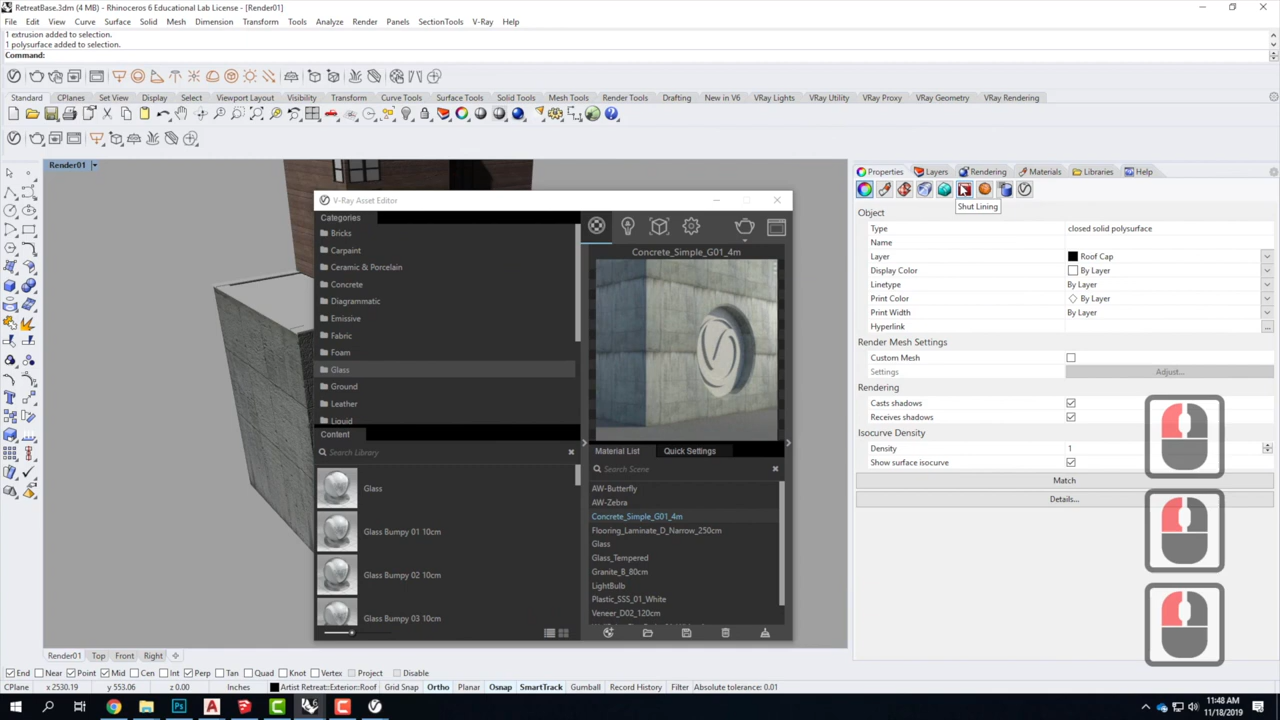 RetreatBase.3dm (4 MB) - Rhinoceros 6 Educational Lab License - [Render01]
File Edit View Curve Surface Solid Mesh Dimension Transform Tools Analyze Render Panels SectionTools V-Ray Help
1 extrusion added to selection.
1 polysurface added to selection.
Command:
Standard CPlanes Set View Display Select Viewport Layout Visibility Transform Curve Tools Surface Tools Solid Tools Mesh Tools Render Tools Drafting New in V6 VRay Lights VRay Utility VRay Proxy VRay Geometry VRay Rendering
Render01
Properties Layers Rendering Materials Libraries Help
Shut Lining
Object
Type closed solid polysurface
Name
Layer Roof Cap
Display Color By Layer
Linetype By Layer
Print Color By Layer
Print Width By Layer
Hyperlink ...
Render Mesh Settings
Custom Mesh
Settings Adjust...
Rendering
Casts shadows
Receives shadows
Isocurve Density
Density 1
Show surface isocurve
Match
Details...
V-Ray Asset Editor
Categories
Bricks
Carpaint
Ceramic & Porcelain
Concrete
Diagrammatic
Emissive
Fabric
Foam
Glass
Ground
Leather
Liquid
Content
Search Library
Glass
Glass Bumpy 01 10cm
Glass Bumpy 02 10cm
Glass Bumpy 03 10cm
Concrete_Simple_G01_4m
Material List Quick Settings
Search Scene
AW-Butterfly
AW-Zebra
Concrete_Simple_G01_4m
Flooring_Laminate_D_Narrow_250cm
Glass
Glass_Tempered
Granite_B_80cm
LightBulb
Plastic_SSS_01_White
Veneer_D02_120cm
Render01 Top Front Right
End Near Point Mid Cen Int Perp Tan Quad Knot Vertex Project Disable
CPlane x 2530.19 y 553.06 z 0.00 Inches Artist Retreat::Exterior::Roof Grid Snap Ortho Planar Osnap SmartTrack Gumball Record History Filter Absolute tolerance: 0.01
11:48 AM
11/18/2019